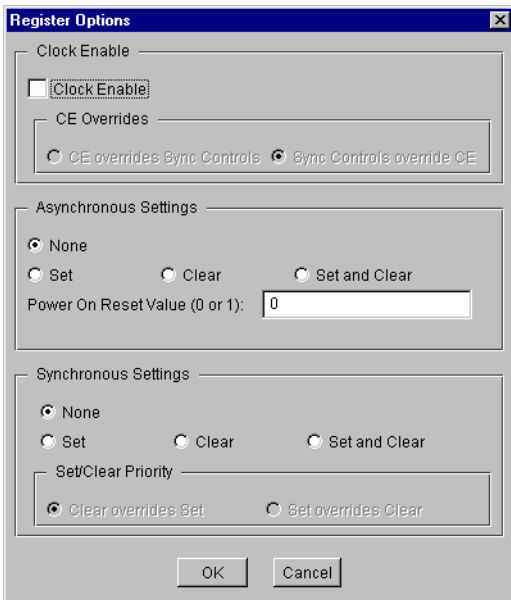 Register Options
Clock Enable
Clock Enable
CE Overrides
CE overrides Sync Controls Sync Controls override CE
Asynchronous Settings
None
Set Clear Set and Clear
Power On Reset Value (0 or 1): 0
Synchronous Settings
None
Set Clear Set and Clear
Set/Clear Priority
Clear overrides Set Set overrides Clear
OK Cancel